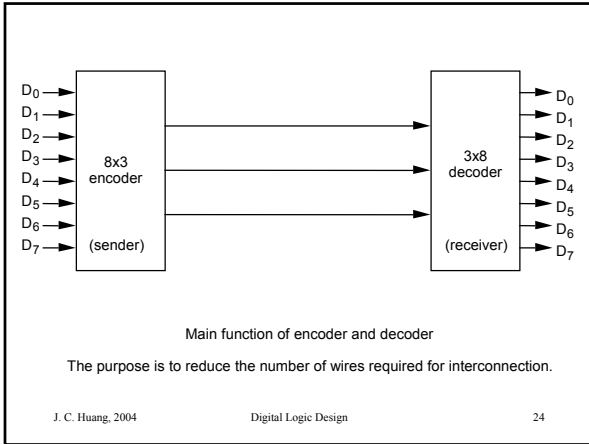 D0
D1
D2
D3
D4
D5
D6
D7
8x3
encoder
(sender)
3x8
decoder
(receiver)
D0
D1
D2
D3
D4
D5
D6
D7
Main function of encoder and decoder
The purpose is to reduce the number of wires required for interconnection.
J. C. Huang, 2004 Digital Logic Design 24